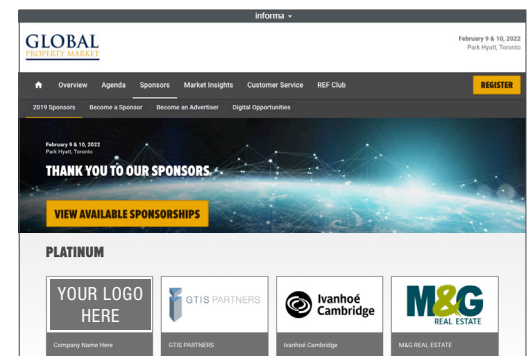 informa
GLOBAL
PROPERTY MARKET
February 9 & 10, 2022
Park Hyatt, Toronto
Overview Agenda Sponsors Market Insights Customer Service REF Club
REGISTER
2019 Sponsors Become a Sponsor Become an Advertiser Digital Opportunities
February 9 & 10, 2022
Park Hyatt, Toronto
THANK YOU TO OUR SPONSORS
VIEW AVAILABLE SPONSORSHIPS
PLATINUM
YOUR LOGO
HERE
Company Name Here
GTIS PARTNERS
GTIS PARTNERS
Ivanhoé
Cambridge
Ivanhoé Cambridge
M&G
REAL ESTATE
M&G REAL ESTATE